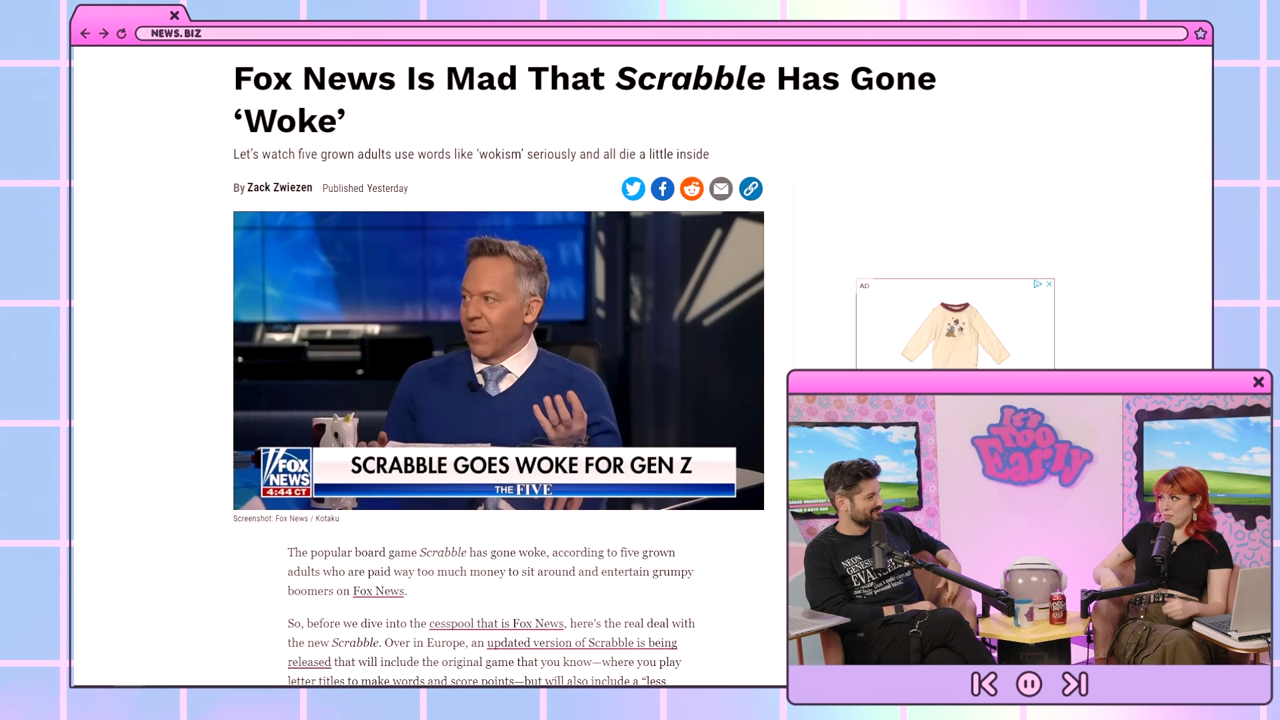 NEWS.BIZ
Fox News Is Mad That Scrabble Has Gone
‘Woke’
Let’s watch five grown adults use words like ‘wokism’ seriously and all die a little inside
By Zack Zwiezen Published Yesterday
AD
FOX
NEWS
4:44 CT
SCRABBLE GOES WOKE FOR GEN Z
THE FIVE
Screenshot: Fox News / Kotaku
The popular board game Scrabble has gone woke, according to five grown
adults who are paid way too much money to sit around and entertain grumpy
boomers on Fox News.
So, before we dive into the cesspool that is Fox News, here’s the real deal with
the new Scrabble. Over in Europe, an updated version of Scrabble is being
released that will include the original game that you know—where you play
letter titles to make words and score points—but will also include a “less
It's
Too
Early
NEON
GENESIS
EVANGELION